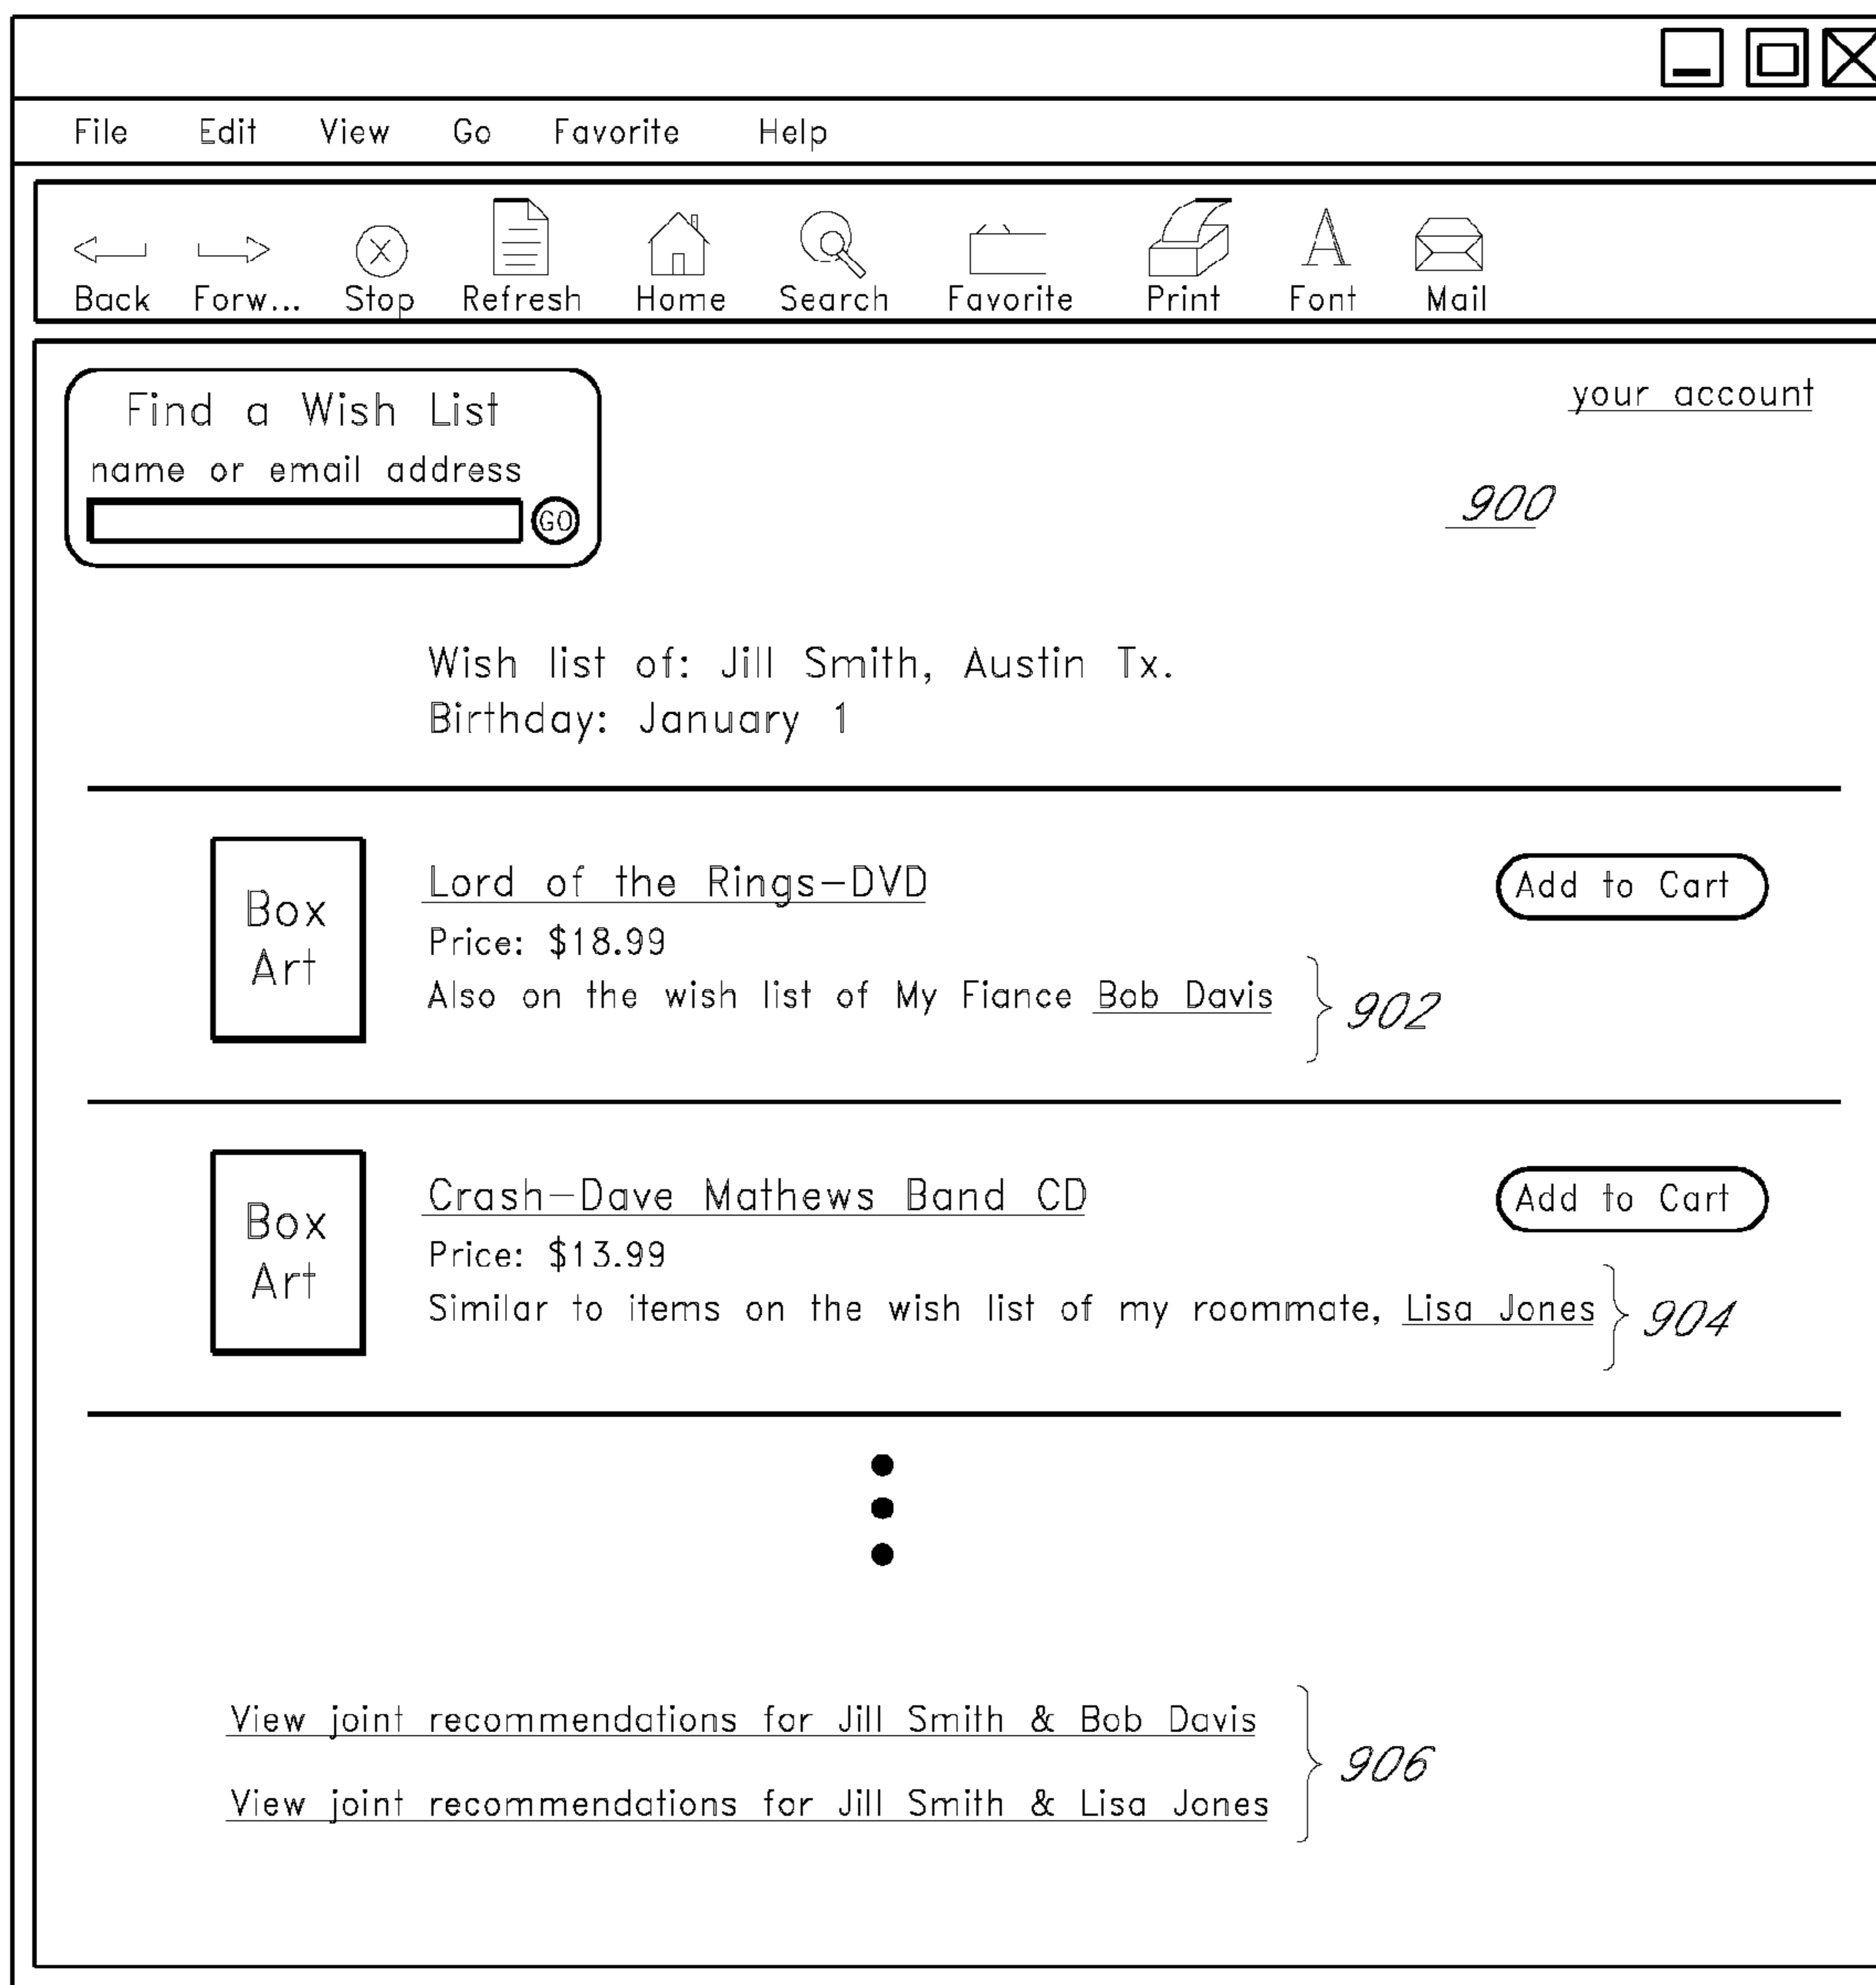 File Edit View Go Favorite Help
Back Forw... Stop Refresh Home Search Favorite Print Font Mail
Find a Wish List
your account
name or email address
GO
900
Wish list of: Jill Smith, Austin Tx.
Birthday: January 1
Box
Art
Lord of the Rings-DVD
Add to Cart
Price: $18.99
Also on the wish list of My Fiance Bob Davis
902
Box
Art
Crash-Dave Mathews Band CD
Add to Cart
Price: $13.99
Similar to items on the wish list of my roommate, Lisa Jones
904
View joint recommendations for Jill Smith & Bob Davis
906
View joint recommendations for Jill Smith & Lisa Jones